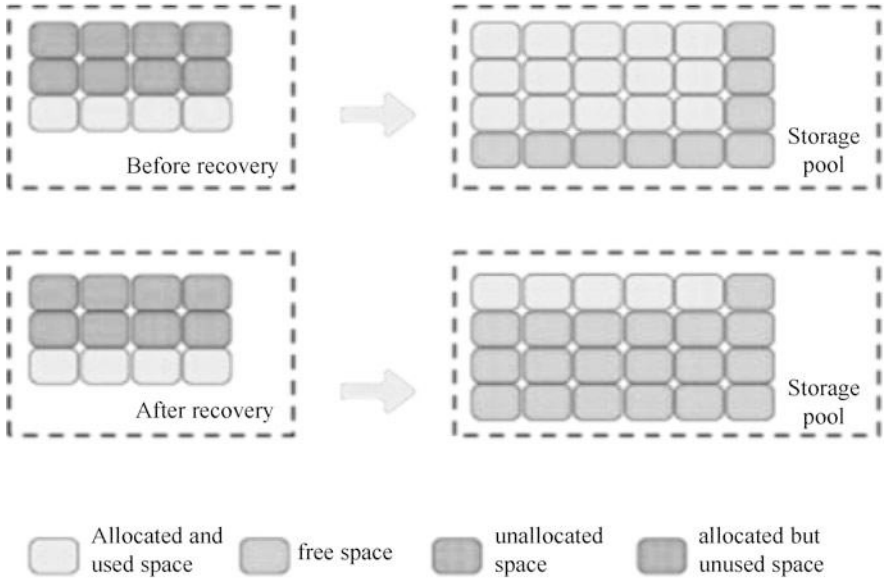 Before recovery
Storage
pool
After recovery
Storage
pool
Allocated and
used space
free space
unallocated
space
allocated but
unused space